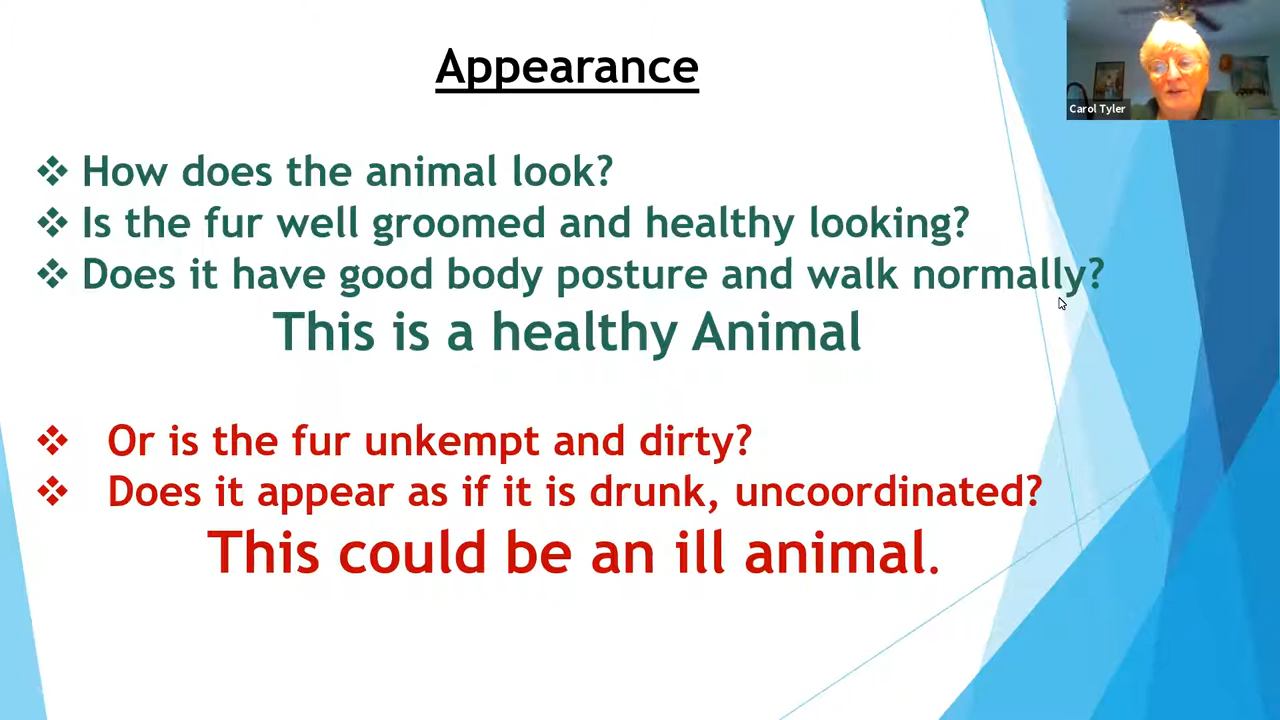 Appearance
Carol Tyler
❖ How does the animal look?
❖ Is the fur well groomed and healthy looking?
❖ Does it have good body posture and walk normally?
This is a healthy Animal
❖ Or is the fur unkempt and dirty?
❖ Does it appear as if it is drunk, uncoordinated?
This could be an ill animal.